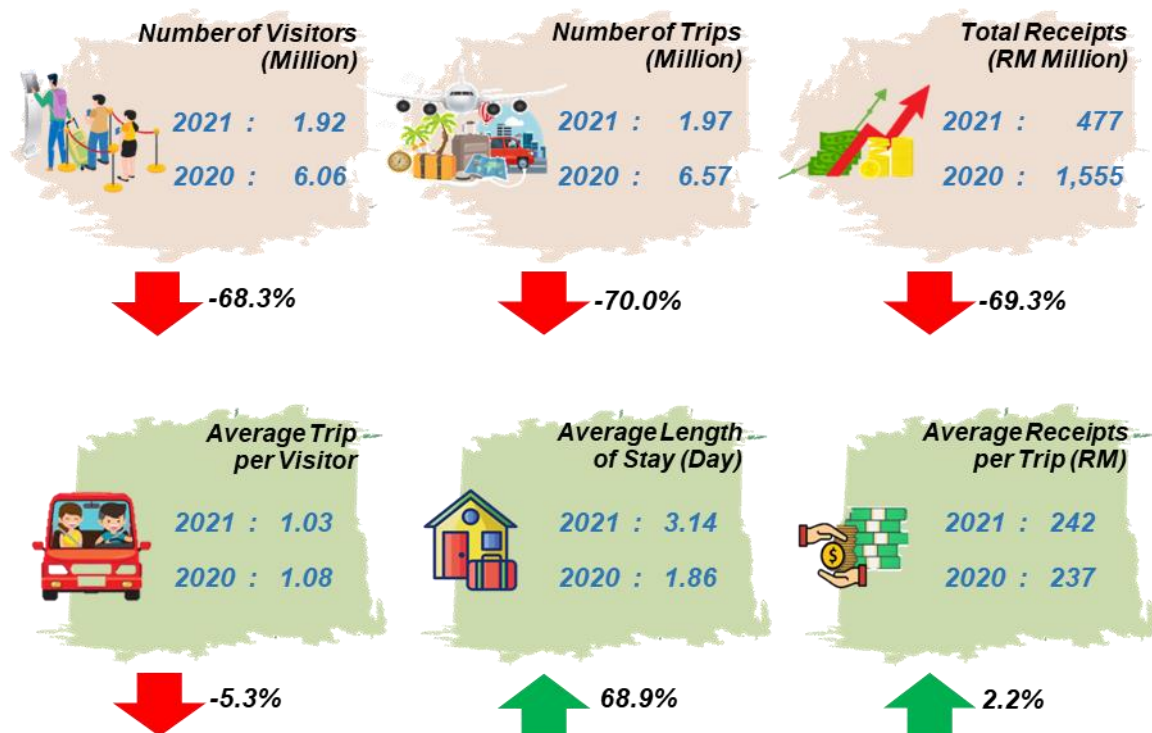 Number of Visitors
(Million)
2021 : 1.92
2020 : 6.06
-68.3%
Number of Trips
(Million)
2021 : 1.97
2020 : 6.57
-70.0%
Total Receipts
(RM Million)
2021 : 477
2020 : 1,555
-69.3%
Average Trip
per Visitor
2021 : 1.03
2020 : 1.08
-5.3%
Average Length
of Stay (Day)
2021 : 3.14
2020 : 1.86
68.9%
Average Receipts
per Trip (RM)
$
2021 : 242
2020 : 237
2.2%